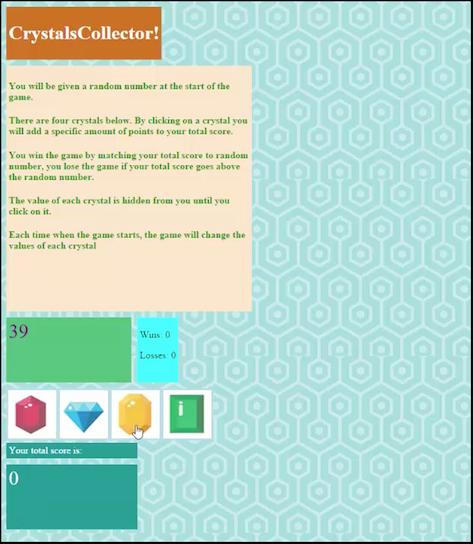 CrystalsCollector!
You will be given a random number at the start of the
game.
There are four crystals below. By clicking on a crystal you
will add a specific amount of points to your total score.
You win the game by matching your total score to random
number, you lose the game if your total score goes above
the random number.
The value of each crystal is hidden from you until you
click on it.
Each time when the game starts, the game will change the
values of each crystal
39
Wins: 0
Losses: 0
Your total score is:
0